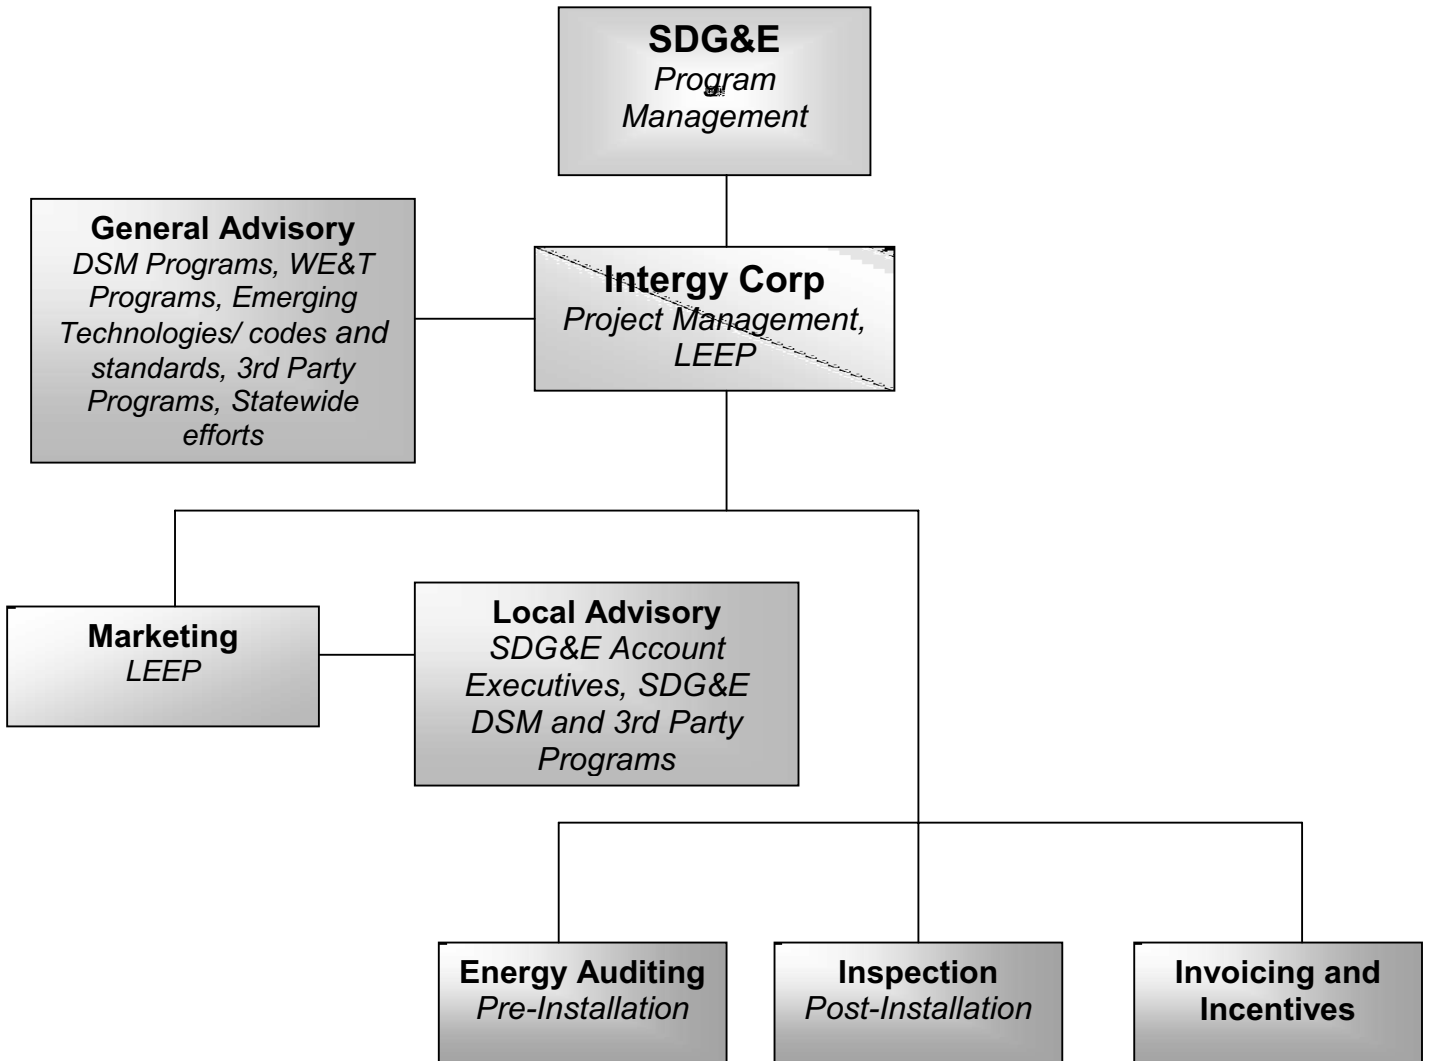 SDG&E
Program
Management
General Advisory
DSM Programs, WE&T
Programs, Emerging
Technologies/ codes and
standards, 3rd Party
Programs, Statewide
efforts
Intergy Corp
Project Management,
LEEP
Marketing
LEEP
Local Advisory
SDG&E Account
Executives, SDG&E
DSM and 3rd Party
Programs
Energy Auditing
Pre-Installation
Inspection
Post-Installation
Invoicing and
Incentives